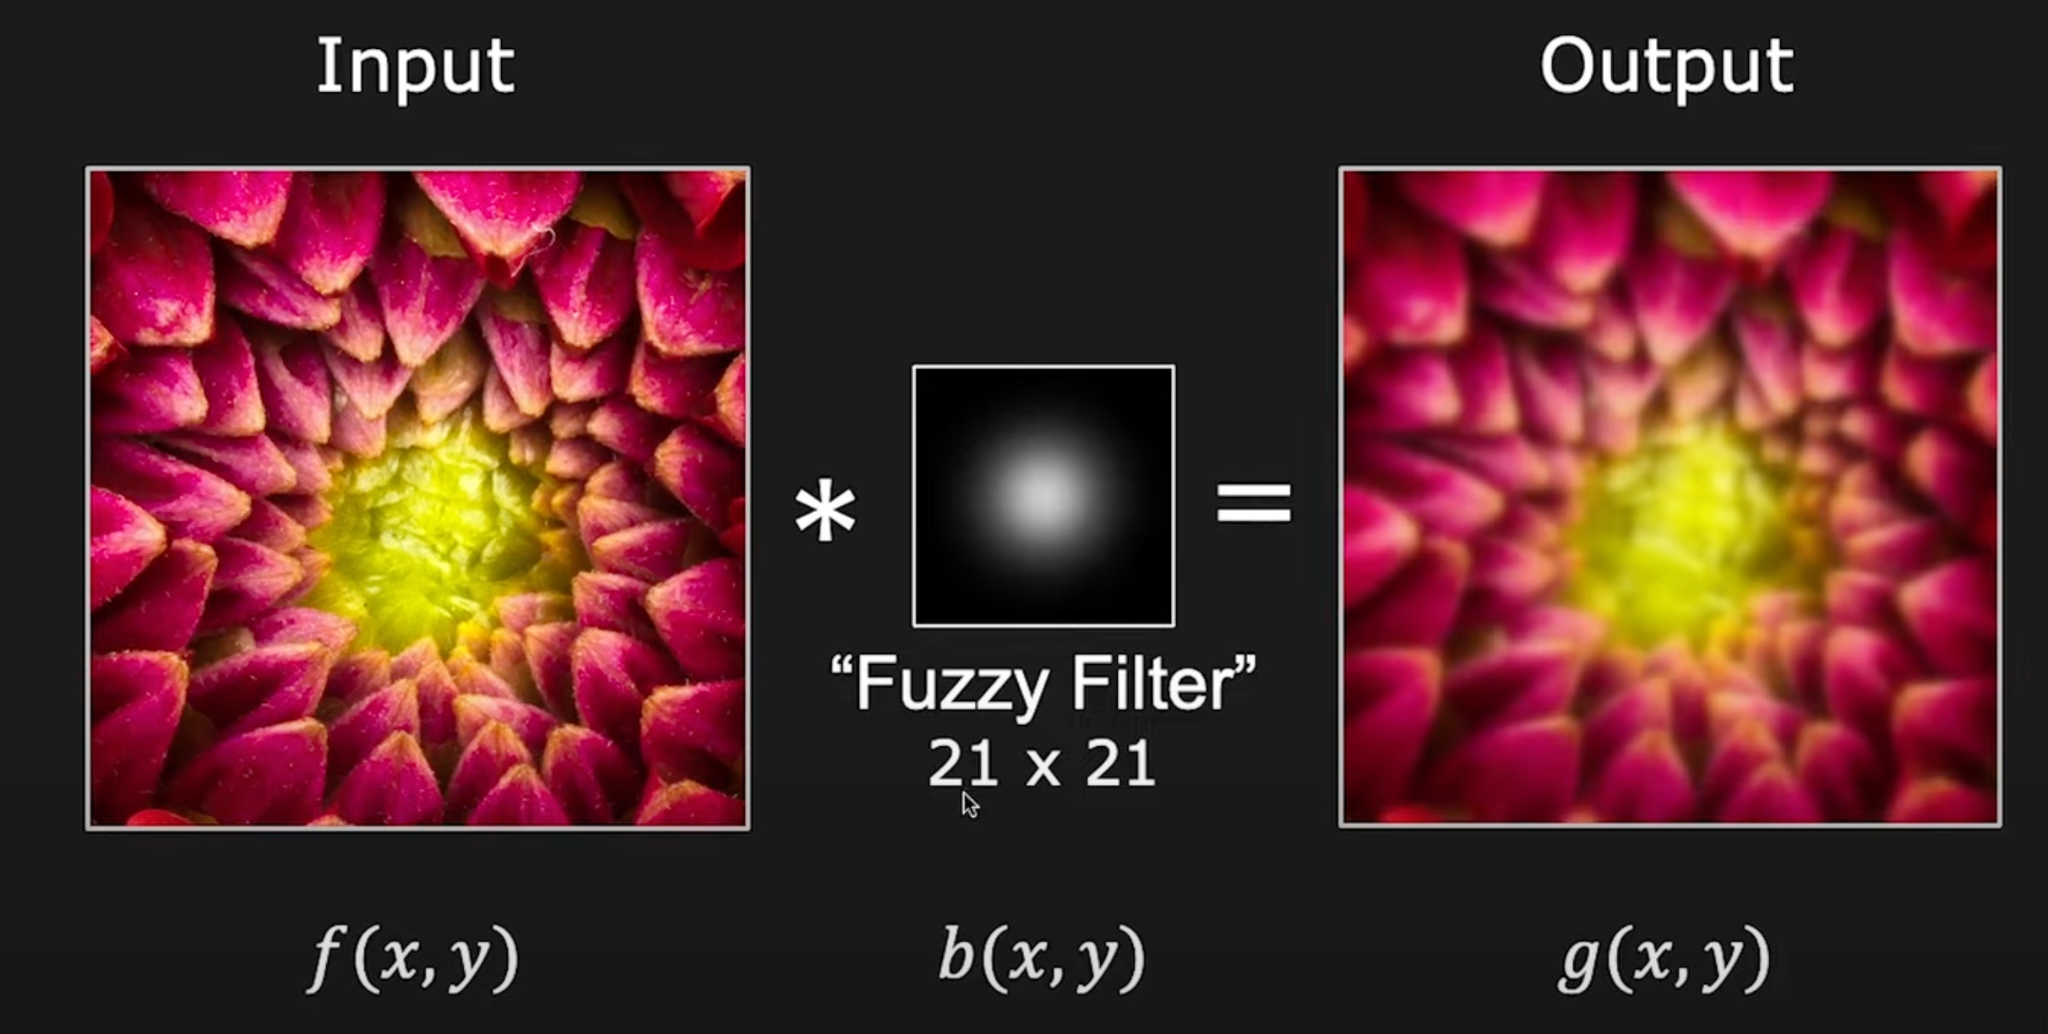 Input
Output
*
=
“Fuzzy Filter”
21 x 21
f(x, y)
b(x, y)
g(x, y)